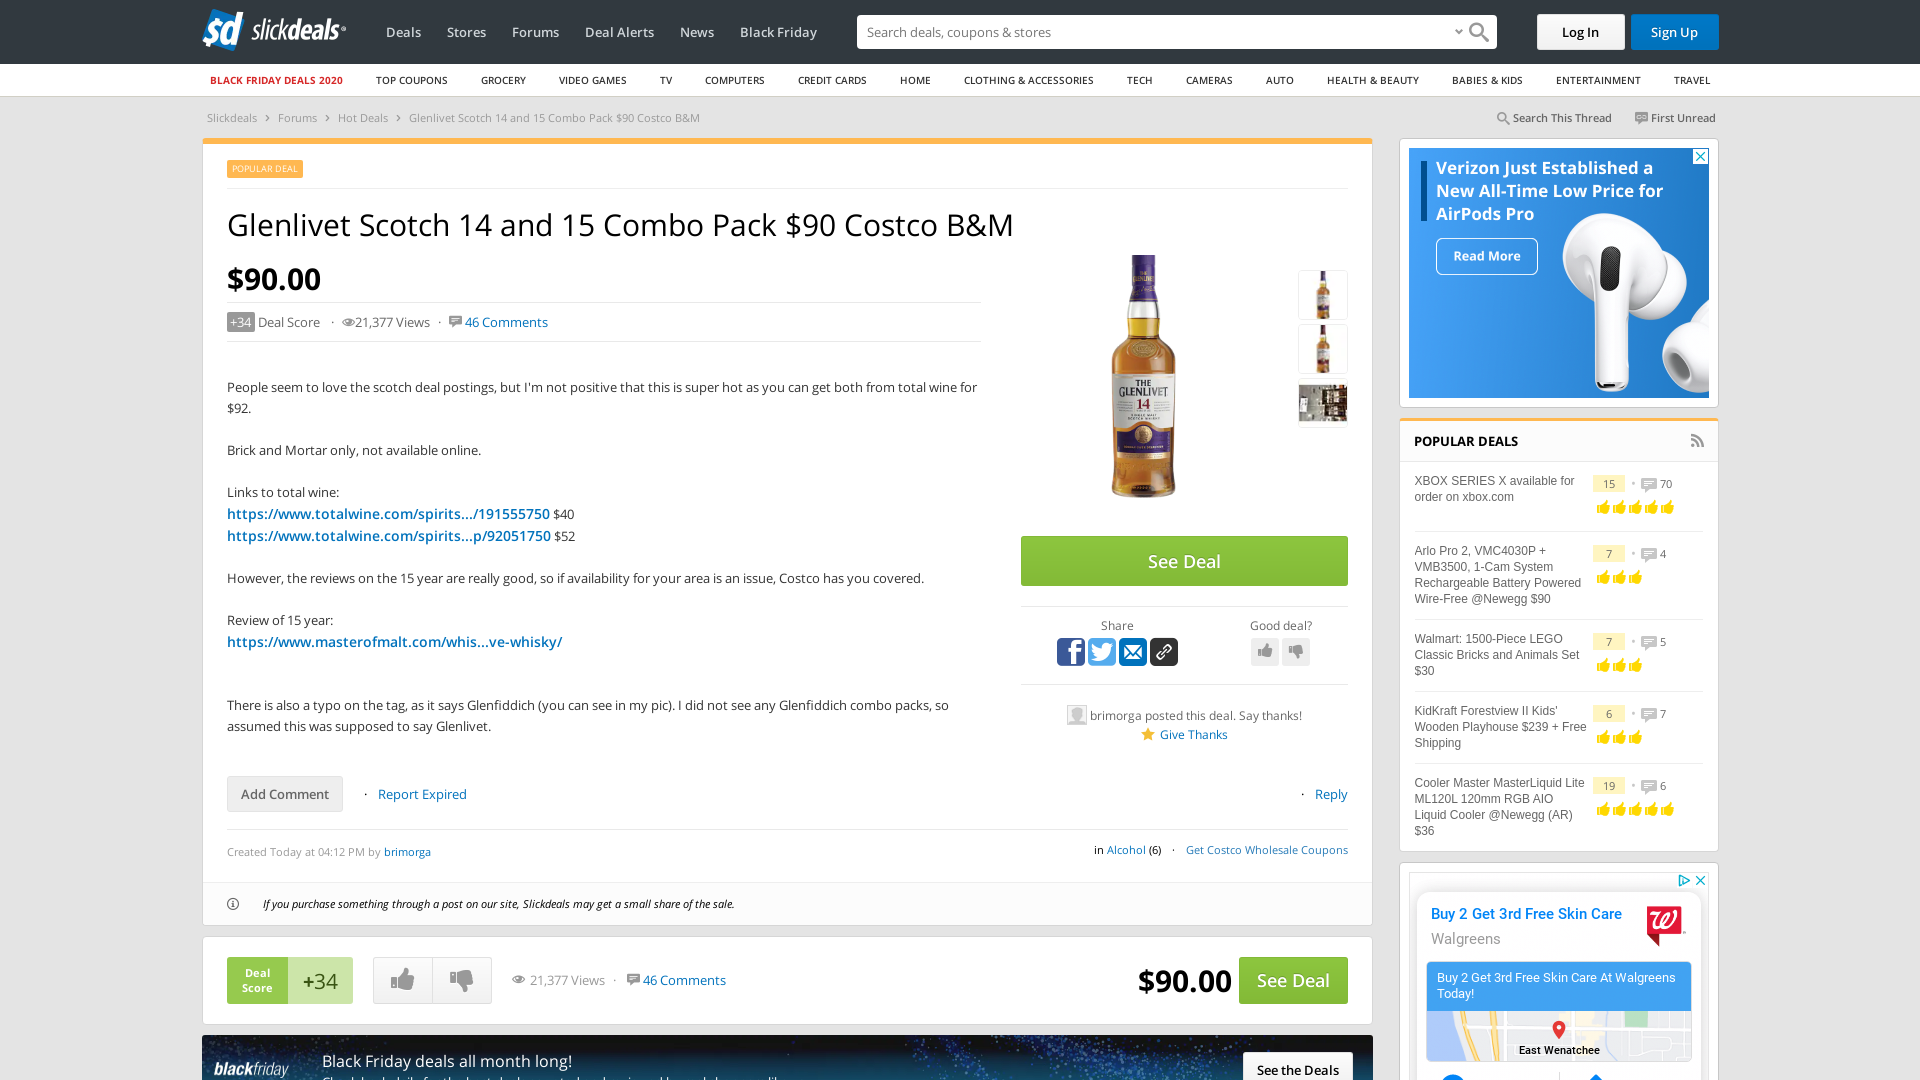 slickdeals
Deals
Stores
Forums
Deal Alerts
News
Black Friday
Search deals, coupons & shops
Log In
Sign Up
BLACK FRIDAY DEALS 2020
TOP COUPONS
GROCERY
VIDEO GAMES
TV
COMPUTERS
CREDIT CARDS
HOME
CLOTHING & ACCESSORIES
TECH
CAMERAS
AUTO
HEALTH & BEAUTY
BABIES & KIDS
ENTERTAINMENT
TRAVEL
Slickdeals › Forums › Hot Deals › Glenlivet Scotch 14 and 15 Combo Pack $90 Costco B&M
Search This Thread
First Unread
POPULAR DEAL
Glenlivet Scotch 14 and 15 Combo Pack $90 Costco B&M
$90.00
+34 Deal Score · 21,377 Views · 46 Comments
People seem to love the scotch deal postings, but I'm not positive that this is super hot as you can get both from total wine for
$92.
Brick and Mortar only, not available online.
Links to total wine:
https://www.totalwine.com/spirits.../191555750 $40
https://www.totalwine.com/spirits...p/92051750 $52
However, the reviews on the 15 year are really good, so if availability for your area is an issue, Costco has you covered.
Review of 15 year:
https://www.masterofmalt.com/whis...ve-whisky/
There is also a typo on the tag, as it says Glenfiddich (you can see in my pic). I did not see any Glenfiddich combo packs, so
assumed this was supposed to say Glenlivet.
THE
GLENLIVET
14
See Deal
Share
Good deal?
brimorga posted this deal. Say thanks!
Give Thanks
Add Comment · Report Expired
· Reply
Created Today at 04:12 PM by brimorga
in Alcohol (6) · Get Costco Wholesale Coupons
If you purchase something through a post on our site, Slickdeals may get a small share of the sale.
Deal
Score
+34
21,377 Views · 46 Comments
$90.00
See Deal
blackfriday
Black Friday deals all month long!
See the Deals
Verizon Just Established a
New All-Time Low Price for
AirPods Pro
Read More
POPULAR DEALS
XBOX SERIES X available for
order on xbox.com
15 • 70
Arlo Pro 2, VMC4030P +
VMB3500, 1-Cam System
Rechargeable Battery Powered
Wire-Free @Newegg $90
7 • 4
Walmart: 1500-Piece LEGO
Classic Bricks and Animals Set
$30
7 • 5
KidKraft Forestview II Kids'
Wooden Playhouse $239 + Free
Shipping
6 • 7
Cooler Master MasterLiquid Lite
ML120L 120mm RGB AIO
Liquid Cooler @Newegg (AR)
$36
19 • 6
Buy 2 Get 3rd Free Skin Care
Walgreens
Buy 2 Get 3rd Free Skin Care At Walgreens
Today!
East Wenatchee